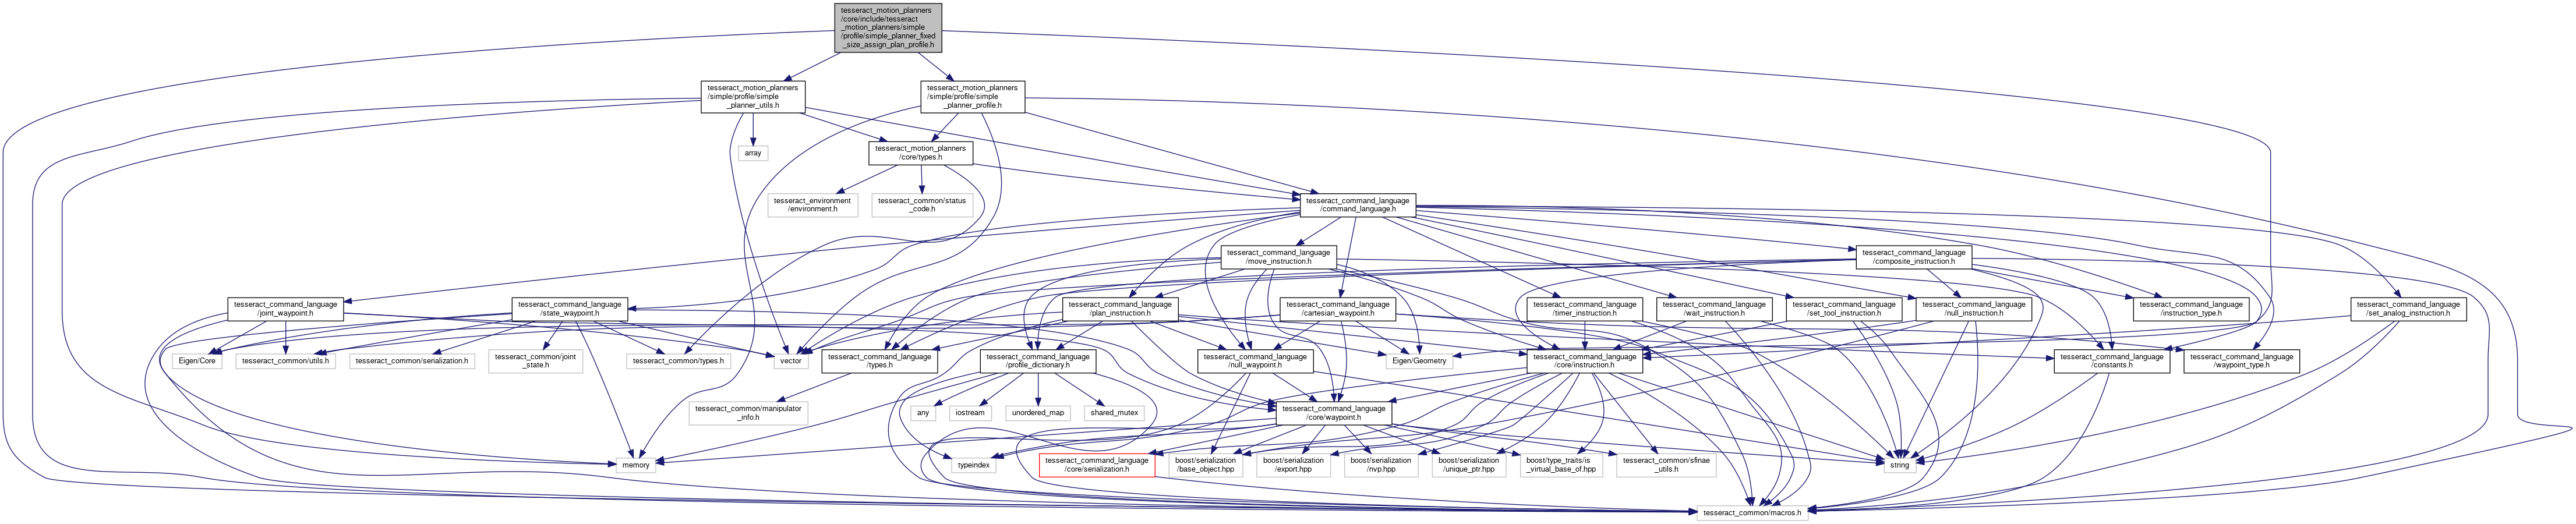 tesseract_motion_planners
/core/include/tesseract
_motion_planners/simple
/profile/simple_planner_fixed
_size_assign_plan_profile.h
tesseract_motion_planners
/simple/profile/simple
_planner_utils.h
tesseract_motion_planners
/simple/profile/simple
_planner_profile.h
array
tesseract_motion_planners
/core/types.h
tesseract_environment
/environment.h
tesseract_common/status
_code.h
tesseract_command_language
/command_language.h
tesseract_command_language
/move_instruction.h
tesseract_command_language
/composite_instruction.h
tesseract_command_language
/joint_waypoint.h
tesseract_command_language
/state_waypoint.h
tesseract_command_language
/plan_instruction.h
tesseract_command_language
/cartesian_waypoint.h
tesseract_command_language
/timer_instruction.h
tesseract_command_language
/wait_instruction.h
tesseract_command_language
/set_tool_instruction.h
tesseract_command_language
/null_instruction.h
tesseract_command_language
/instruction_type.h
tesseract_command_language
/set_analog_instruction.h
Eigen/Core
tesseract_common/utils.h
tesseract_common/serialization.h
tesseract_common/joint
_state.h
tesseract_common/types.h
vector
tesseract_command_language
/types.h
tesseract_command_language
/profile_dictionary.h
tesseract_command_language
/null_waypoint.h
Eigen/Geometry
tesseract_command_language
/core/instruction.h
tesseract_command_language
/constants.h
tesseract_command_language
/waypoint_type.h
tesseract_common/manipulator
_info.h
any
iostream
unordered_map
shared_mutex
tesseract_command_language
/core/waypoint.h
memory
typeindex
tesseract_command_language
/core/serialization.h
boost/serialization
/base_object.hpp
boost/serialization
/export.hpp
boost/serialization
/nvp.hpp
boost/serialization
/unique_ptr.hpp
boost/type_traits/is
_virtual_base_of.hpp
tesseract_common/sfinae
_utils.h
string
tesseract_common/macros.h